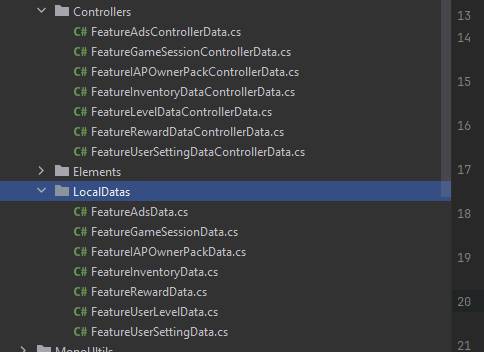 Controllers
C# FeatureAdsControllerData.cs
C# FeatureGameSessionControllerData.cs
C# FeatureIAPOwnerPackControllerData.cs
C# FeatureInventoryDataControllerData.cs
C# FeatureLevelDataControllerData.cs
C# FeatureRewardDataControllerData.cs
C# FeatureUserSettingDataControllerData.cs
Elements
LocalDatas
C# FeatureAdsData.cs
C# FeatureGameSessionData.cs
C# FeatureIAPOwnerPackData.cs
C# FeatureInventoryData.cs
C# FeatureRewardData.cs
C# FeatureUserLevelData.cs
C# FeatureUserSettingData.cs
13
14
15
16
17
18
19
20
21